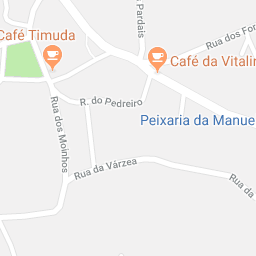 Pardais
Café Timuda
Rua dos For
Café da Vitalin
R. do Pedreiro
Rua dos Moinhos
Peixaria da Manue
Rua da Várzea
Rua da